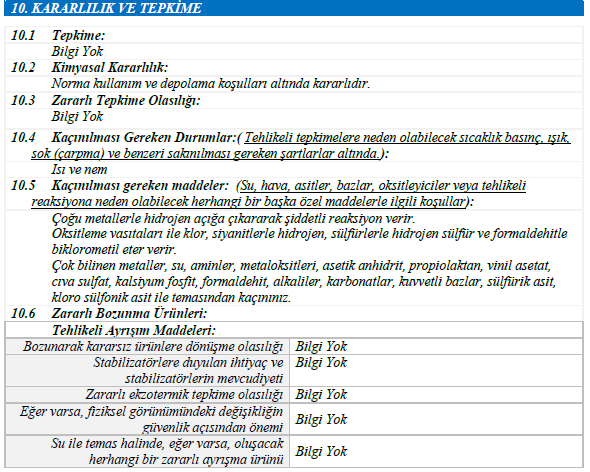 10. KARARLILIK VE TEPKİME
10.1 Tepkime:
Bilgi Yok
10.2 Kimyasal Kararlılık:
Norma kullanım ve depolama koşulları altında kararlıdır.
10.3 Zararlı Tepkime Olasılığı:
Bilgi Yok
10.4 Kaçınılması Gereken Durumlar:( Tehlikeli tepkimelere neden olabilecek sıcaklık basınç, ışık,
sok (çarpma) ve benzeri sakınılması gereken şartlarlar altında.):
Isı ve nem
10.5 Kaçınılması gereken maddeler: (Su, hava, asitler, bazlar, oksitleyiciler veya tehlikeli
reaksiyona neden olabilecek herhangi bir başka özel maddelerle ilgili koşullar):
Çoğu metallerle hidrojen açığa çıkararak şiddetli reaksiyon verir.
Oksitleme vasıtaları ile klor, siyanitlerle hidrojen, sülfürlerle hidrojen sülfür ve formaldehitle
biklorometil eter verir.
Çok bilinen metaller, su, aminler, metaloksitleri, asetik anhidrit, propiolaktan, vinil asetat,
cıva sulfat, kalsiyum fosfit, formaldehit, alkaliler, karbonatlar, kuvvetli bazlar, sülfürik asit,
kloro sülfonik asit ile temasından kaçınınız.
10.6 Zararlı Bozunma Ürünleri:
Tehlikeli Ayrışım Maddeleri:
Bozunarak kararsız ürünlere dönüşme olasılığı Bilgi Yok
Stabilizatörlere duyulan ihtiyaç ve Bilgi Yok
stabilizatörlerin mevcudiyeti
Zararlı ekzotermik tepkime olasılığı Bilgi Yok
Eğer varsa, fiziksel görünümündeki değişikliğin
güvenlik açısından önemi Bilgi Yok
Su ile temas halinde, eğer varsa, oluşacak
herhangi bir zararlı ayrışma ürünü Bilgi Yok